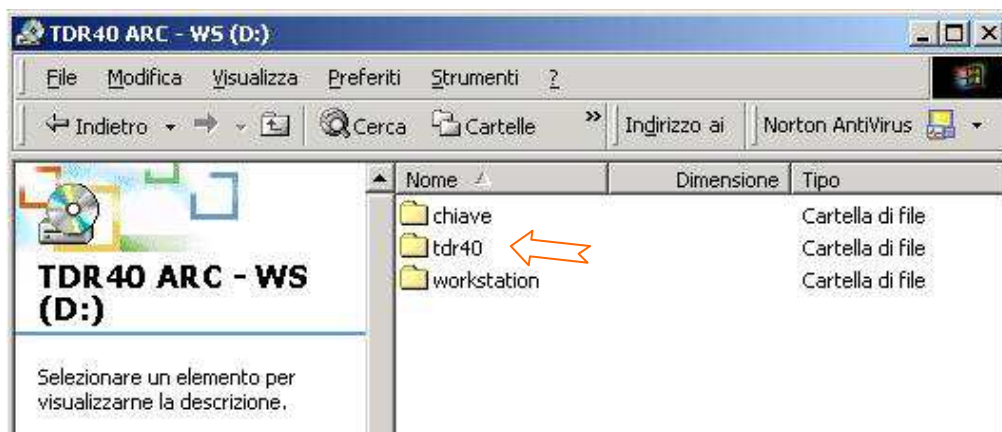 TDR40 ARC - WS (D:)
File Modifica Visualizza Preferiti Strumenti ?
Indietro Cerca Cartelle » Indirizzo ai Norton AntiVirus
Nome Dimensione Tipo
chiave Cartella di file
tdr40 Cartella di file
workstation Cartella di file
TDR40 ARC - WS
(D:)
Selezionare un elemento per
visualizzarne la descrizione.